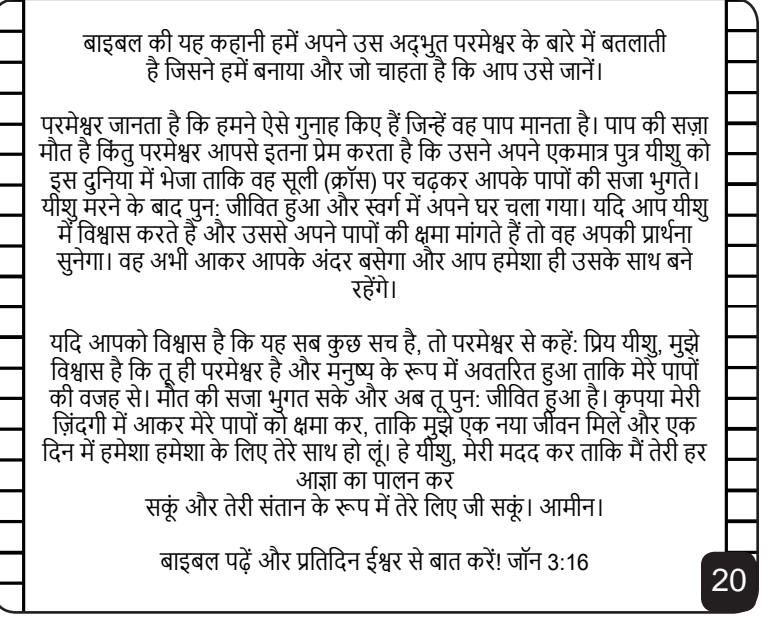 बाइबल की यह कहानी हमें अपने उस अद्भुत परमेश्वर के बारे में बतलाती
है जिसने हमें बनाया और जो चाहता है कि आप उसे जानें।
परमेश्वर जानता है कि हमने ऐसे गुनाह किए हैं जिन्हें वह पाप मानता है। पाप की सज़ा
मौत है किंतु परमेश्वर आपसे इतना प्रेम करता है कि उसने अपने एकमात्र पुत्र यीशु को
इस दुनिया में भेजा ताकि वह सूली (क्रॉस) पर चढ़कर आपके पापों की सजा भुगते।
यीशु मरने के बाद पुन: जीवित हुआ और स्वर्ग में अपने घर चला गया। यदि आप यीशु
में विश्वास करते है और उससे अपने पापों की क्षमा मांगते हैं तो वह अपकी प्रार्थना
सुनेगा। वह अभी आकर आपके अंदर बसेगा और आप हमेशा ही उसके साथ बने
रहेंगे।
यदि आपको विश्वास है कि यह सब कुछ सच है, तो परमेश्वर से कहें: प्रिय यीशु, मुझे
विश्वास है कि तू ही परमेश्वर है और मनुष्य के रूप में अवतरित हुआ ताकि मेरे पापों
की वजह से। मौत की सजा भुगत सके और अब तू पुन: जीवित हुआ है। कृपया मेरी
ज़िंदगी में आकर मेरे पापों को क्षमा कर, ताकि मुझे एक नया जीवन मिले और एक
दिन में हमेशा हमेशा के लिए तेरे साथ हो लूं। हे यीशु, मेरी मदद कर ताकि मैं तेरी हर
आज्ञा का पालन कर
सकूं और तेरी संतान के रूप में तेरे लिए जी सकूं। आमीन।
बाइबल पढ़ें और प्रतिदिन ईश्वर से बात करें! जॉन 3:16
20